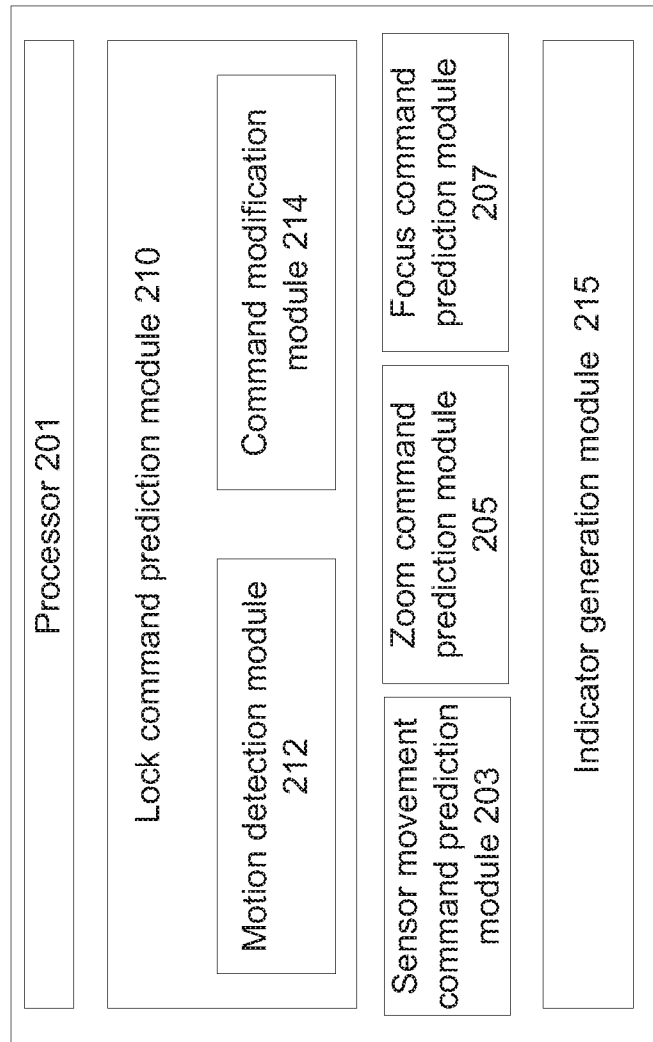 Processor 201
Lock command prediction module 210
Motion detection module
212
Command modification
module 214
Sensor movement
command prediction
module 203
Zoom command
prediction module
205
Focus command
prediction module
207
Indicator generation module 215